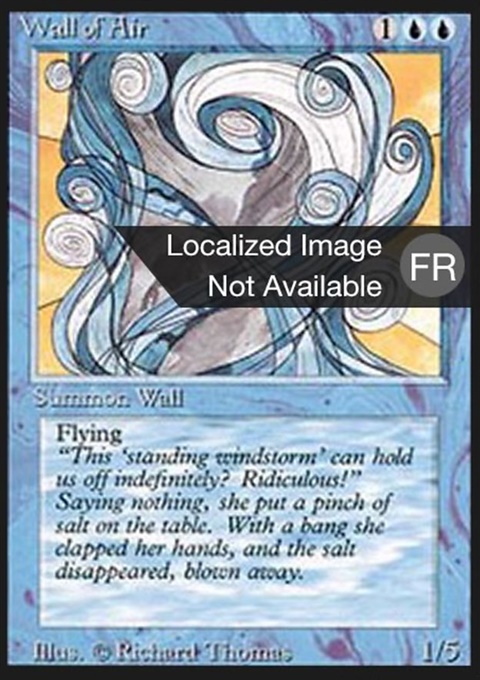 Wall of Air
1
Localized Image
Not Available
FR
Summon Wall
Flying
“This ‘standing windstorm’ can hold
us off indefinitely? Ridiculous!”
Saying nothing, she put a pinch of
salt on the table. With a bang she
clapped her hands, and the salt
disappeared, blown away.
Illus. © Richard Thomas
1/5